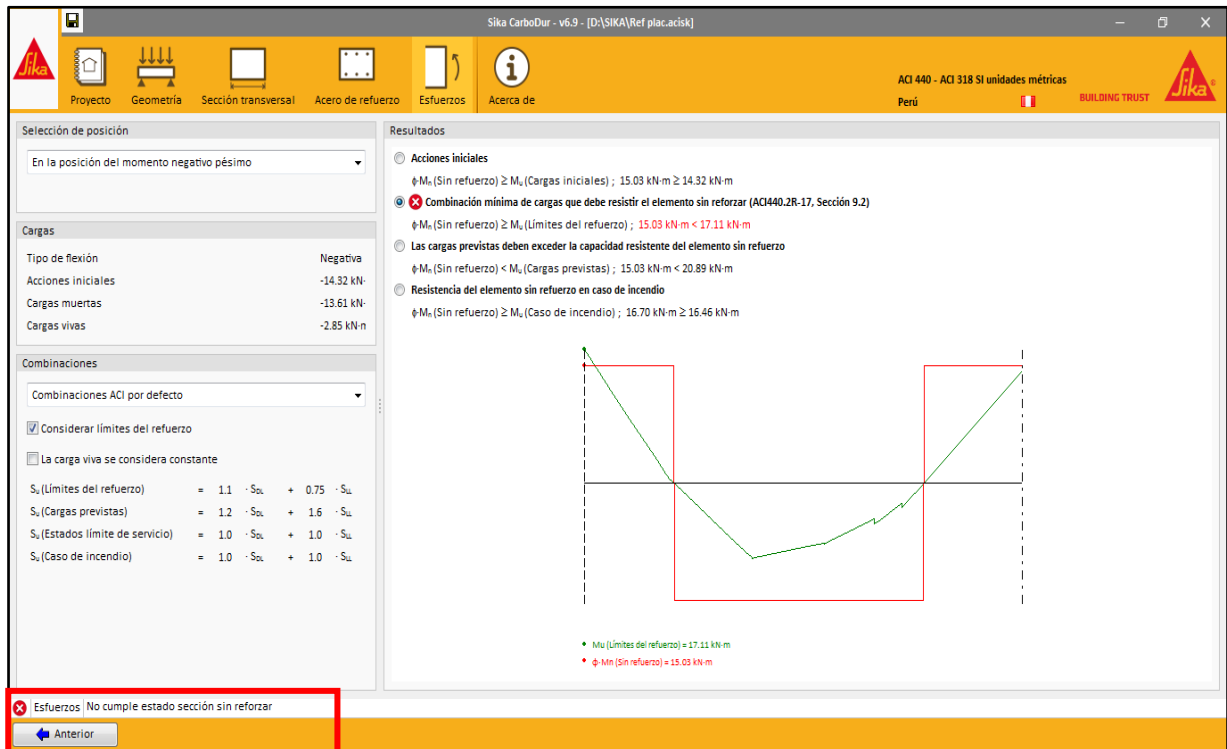 Sika CarboDur - v6.9 - [D:\SIKA\Ref plac.acisk]
Sika
Proyecto
Geometría
Sección transversal
Acero de refuerzo
Esfuerzos
Acerca de
ACI 440 - ACI 318 SI unidades métricas
Perú
BUILDING TRUST
Sika
Selección de posición
En la posición del momento negativo pésimo
Cargas
Tipo de flexión Negativa
Acciones iniciales -14.32 kN·
Cargas muertas -13.61 kN·
Cargas vivas -2.85 kN·n
Combinaciones
Combinaciones ACI por defecto
Considerar límites del refuerzo
La carga viva se considera constante
Su (Límites del refuerzo) = 1.1 · SDL + 0.75 · SLL
Su (Cargas previstas) = 1.2 · SDL + 1.6 · SLL
Su (Estados límite de servicio) = 1.0 · SDL + 1.0 · SLL
Su (Caso de incendio) = 1.0 · SDL + 1.0 · SLL
Resultados
Acciones iniciales
ϕ·Mn (Sin refuerzo) ≥ Mu (Cargas iniciales) ; 15.03 kN·m ≥ 14.32 kN·m
Combinación mínima de cargas que debe resistir el elemento sin reforzar (ACI440.2R-17, Sección 9.2)
ϕ·Mn (Sin refuerzo) ≥ Mu (Límites del refuerzo) ; 15.03 kN·m < 17.11 kN·m
Las cargas previstas deben exceder la capacidad resistente del elemento sin refuerzo
ϕ·Mn (Sin refuerzo) < Mu (Cargas previstas) ; 15.03 kN·m < 20.89 kN·m
Resistencia del elemento sin refuerzo en caso de incendio
ϕ·Mn (Sin refuerzo) ≥ Mu (Caso de incendio) ; 16.70 kN·m ≥ 16.46 kN·m
Mu (Límites del refuerzo) = 17.11 kN·m
ϕ·Mn (Sin refuerzo) = 15.03 kN·m
Esfuerzos No cumple estado sección sin reforzar
Anterior